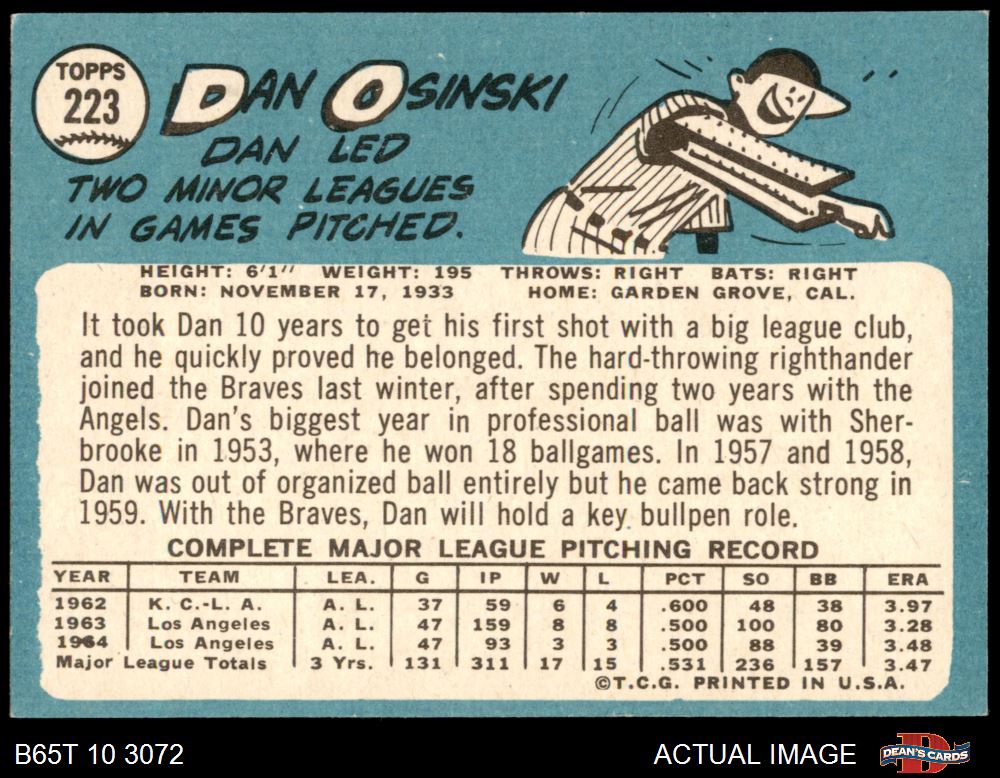 TOPPS
223
DAN OSINSKI
DAN LED
TWO MINOR LEAGUES
IN GAMES PITCHED.
HEIGHT: 6'1" WEIGHT: 195 THROWS: RIGHT BATS: RIGHT
BORN: NOVEMBER 17, 1933 HOME: GARDEN GROVE, CAL.
It took Dan 10 years to get his first shot with a big league club,
and he quickly proved he belonged. The hard-throwing righthander
joined the Braves last winter, after spending two years with the
Angels. Dan's biggest year in professional ball was with Sher-
brooke in 1953, where he won 18 ballgames. In 1957 and 1958,
Dan was out of organized ball entirely but he came back strong in
1959. With the Braves, Dan will hold a key bullpen role.
COMPLETE MAJOR LEAGUE PITCHING RECORD
YEAR TEAM LEA. G IP W L PCT SO BB ERA
1962 K. C.-L. A. A. L. 37 59 6 4 .600 48 38 3.97
1963 Los Angeles A. L. 47 159 8 8 .500 100 80 3.28
1964 Los Angeles A. L. 47 93 3 3 .500 88 39 3.48
Major League Totals 3 Yrs. 131 311 17 15 .531 236 157 3.47
©T.C.G. PRINTED IN U.S.A.
B65T 10 3072 ACTUAL IMAGE DEAN'S CARDS